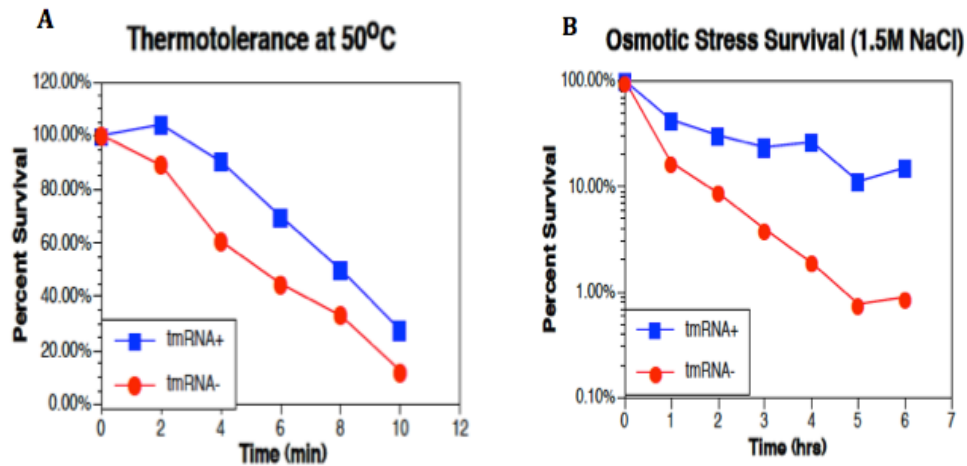 A
Thermotolerance at 50°C
Percent Survival
120.00%
100.00%
80.00%
60.00%
40.00%
20.00%
0.00%
tmRNA+
tmRNA-
0 2 4 6 8 10 12
Time (min)
B
Osmotic Stress Survival (1.5M NaCl)
Percent Survival
100.00%
10.00%
1.00%
0.10%
tmRNA+
tmRNA-
0 1 2 3 4 5 6 7
Time (hrs)